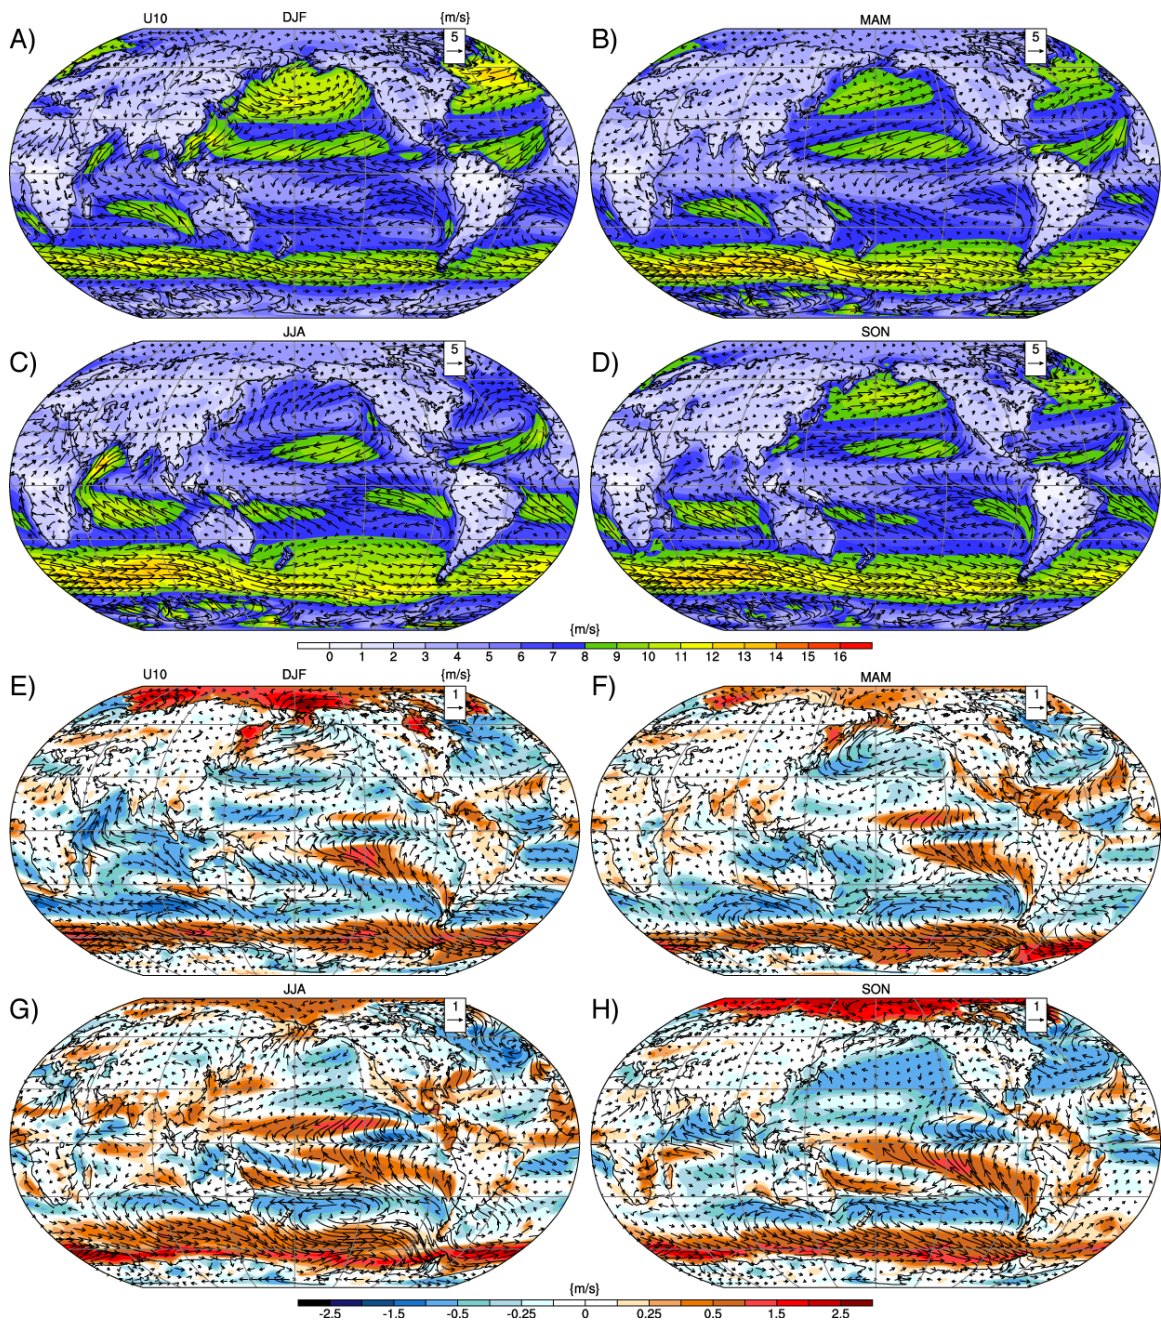 U10 DJF {m/s}
A) 5
MAM
B) 5
JJA
C) 5
SON
D) 5
{m/s}
0 1 2 3 4 5 6 7 8 9 10 11 12 13 14 15 16
U10 DJF {m/s}
E) 1
MAM
F) 1
JJA
G) 1
SON
H) 1
{m/s}
-2.5 -1.5 -0.5 -0.25 0 0.25 0.5 1.5 2.5